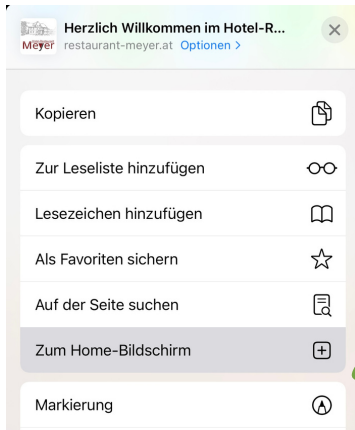 Herzlich Willkommen im Hotel-R...
Meyer restaurant-meyer.at Optionen >
Kopieren
Zur Leseliste hinzufügen
Lesezeichen hinzufügen
Als Favoriten sichern
Auf der Seite suchen
Zum Home-Bildschirm
Markierung